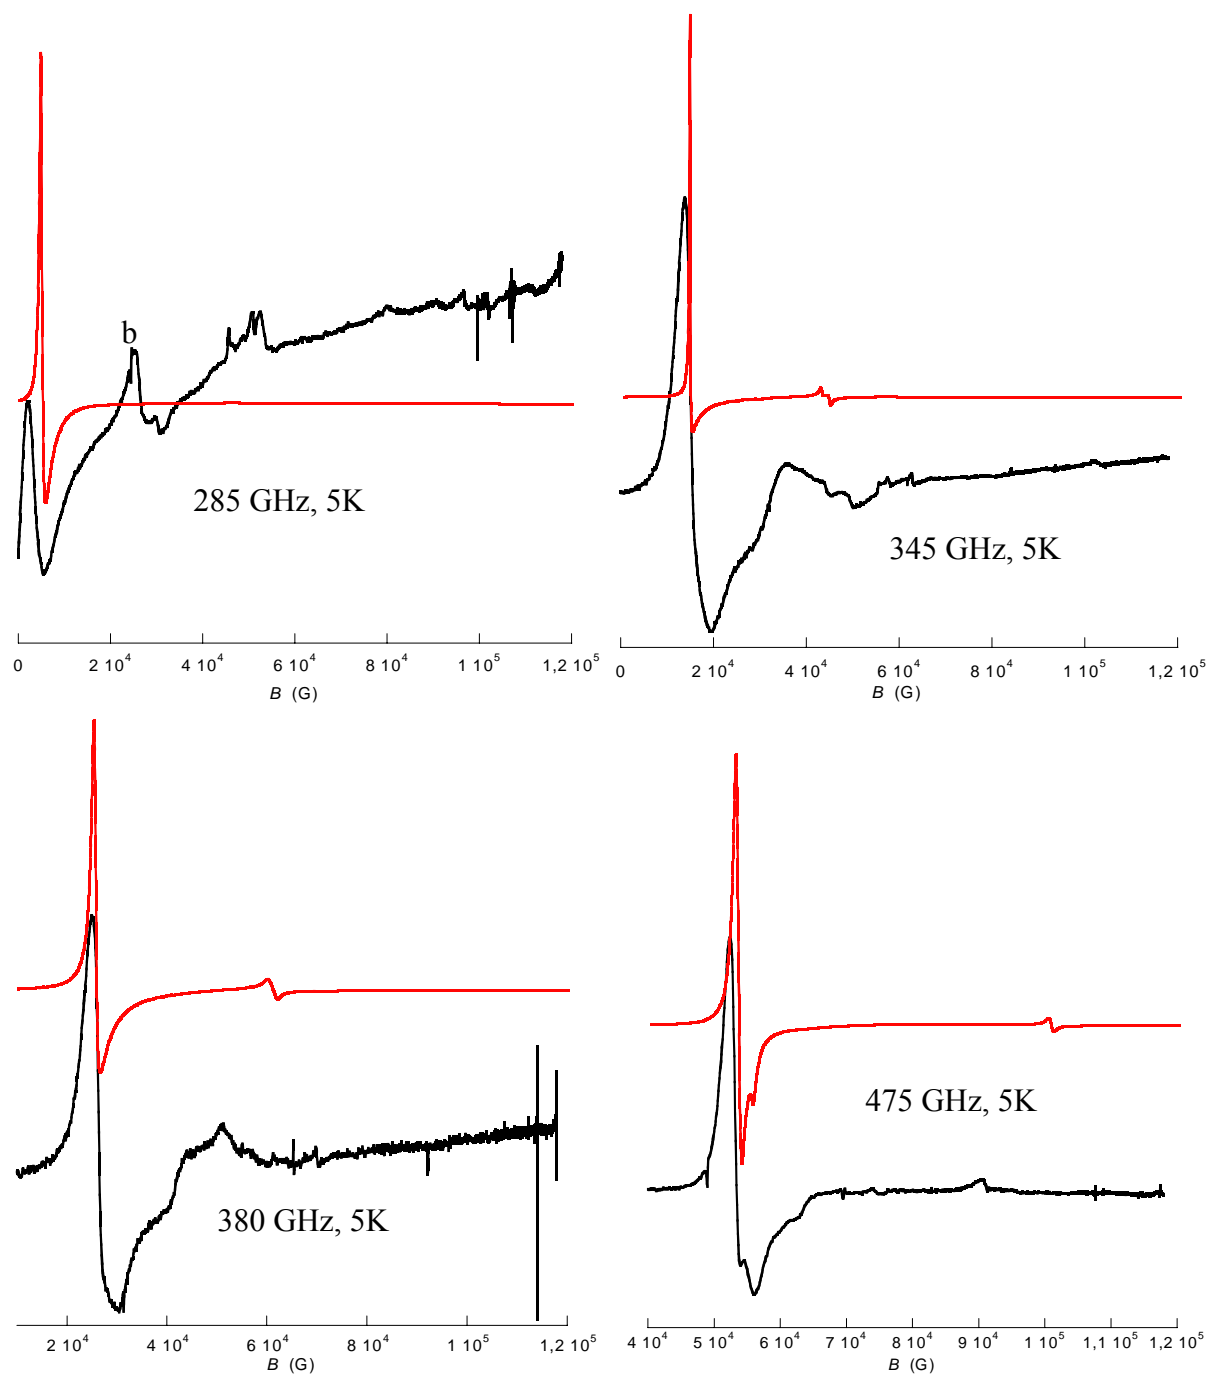 b
285 GHz, 5K
0 2 10⁴ 4 10⁴ 6 10⁴ 8 10⁴ 1 10⁵ 1,2 10⁵
B (G)
345 GHz, 5K
0 2 10⁴ 4 10⁴ 6 10⁴ 8 10⁴ 1 10⁵ 1,2 10⁵
B (G)
380 GHz, 5K
2 10⁴ 4 10⁴ 6 10⁴ 8 10⁴ 1 10⁵ 1,2 10⁵
B (G)
475 GHz, 5K
4 10⁴ 5 10⁴ 6 10⁴ 7 10⁴ 8 10⁴ 9 10⁴ 1 10⁵ 1,1 10⁵ 1,2 10⁵
B (G)